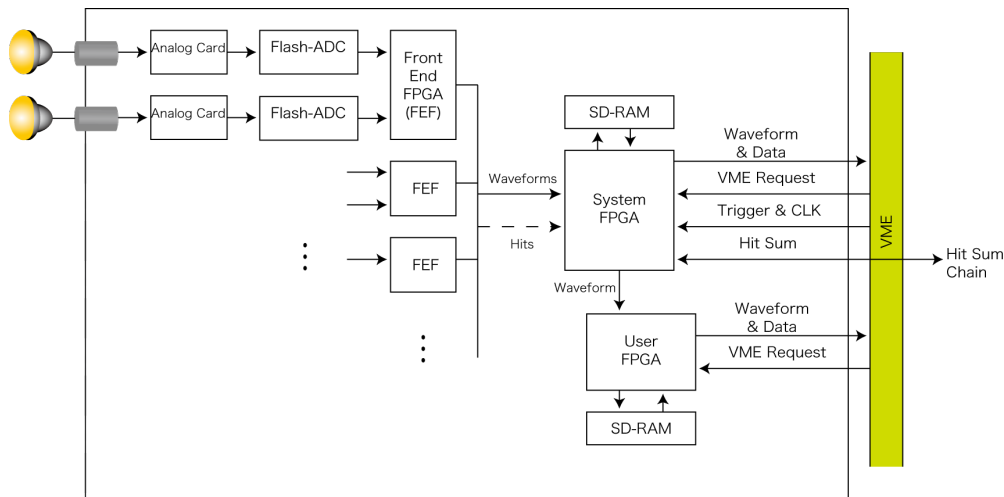 Analog Card
Flash-ADC
Front
End
FPGA
(FEF)
Analog Card
Flash-ADC
SD-RAM
Waveform
& Data
FEF
Waveforms
System
FPGA
VME Request
Trigger & CLK
VME
Hits
Hit Sum
FEF
Hit Sum
Chain
Waveform
Waveform
& Data
User
FPGA
VME Request
SD-RAM